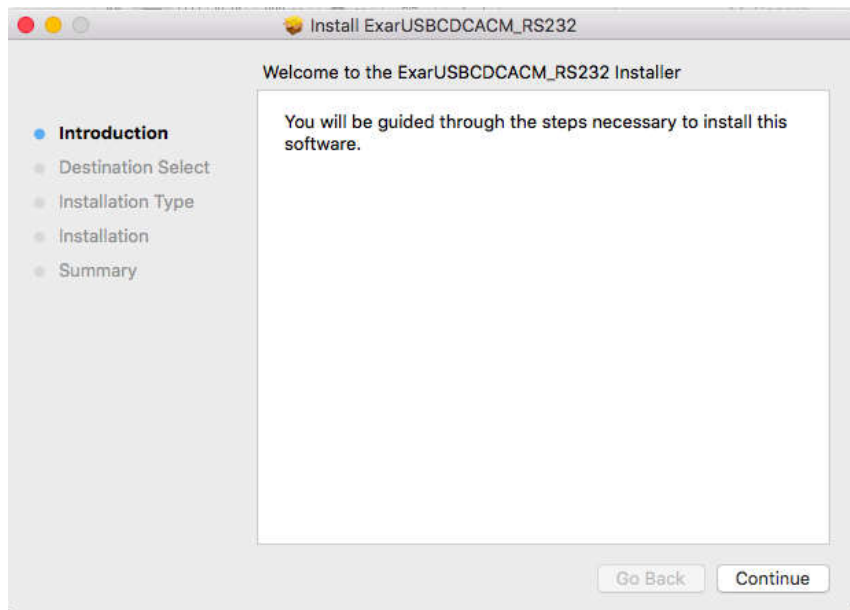 Install ExarUSBCDCACM_RS232
Welcome to the ExarUSBCDCACM_RS232 Installer
Introduction
Destination Select
Installation Type
Installation
Summary
You will be guided through the steps necessary to install this
software.
Go Back
Continue